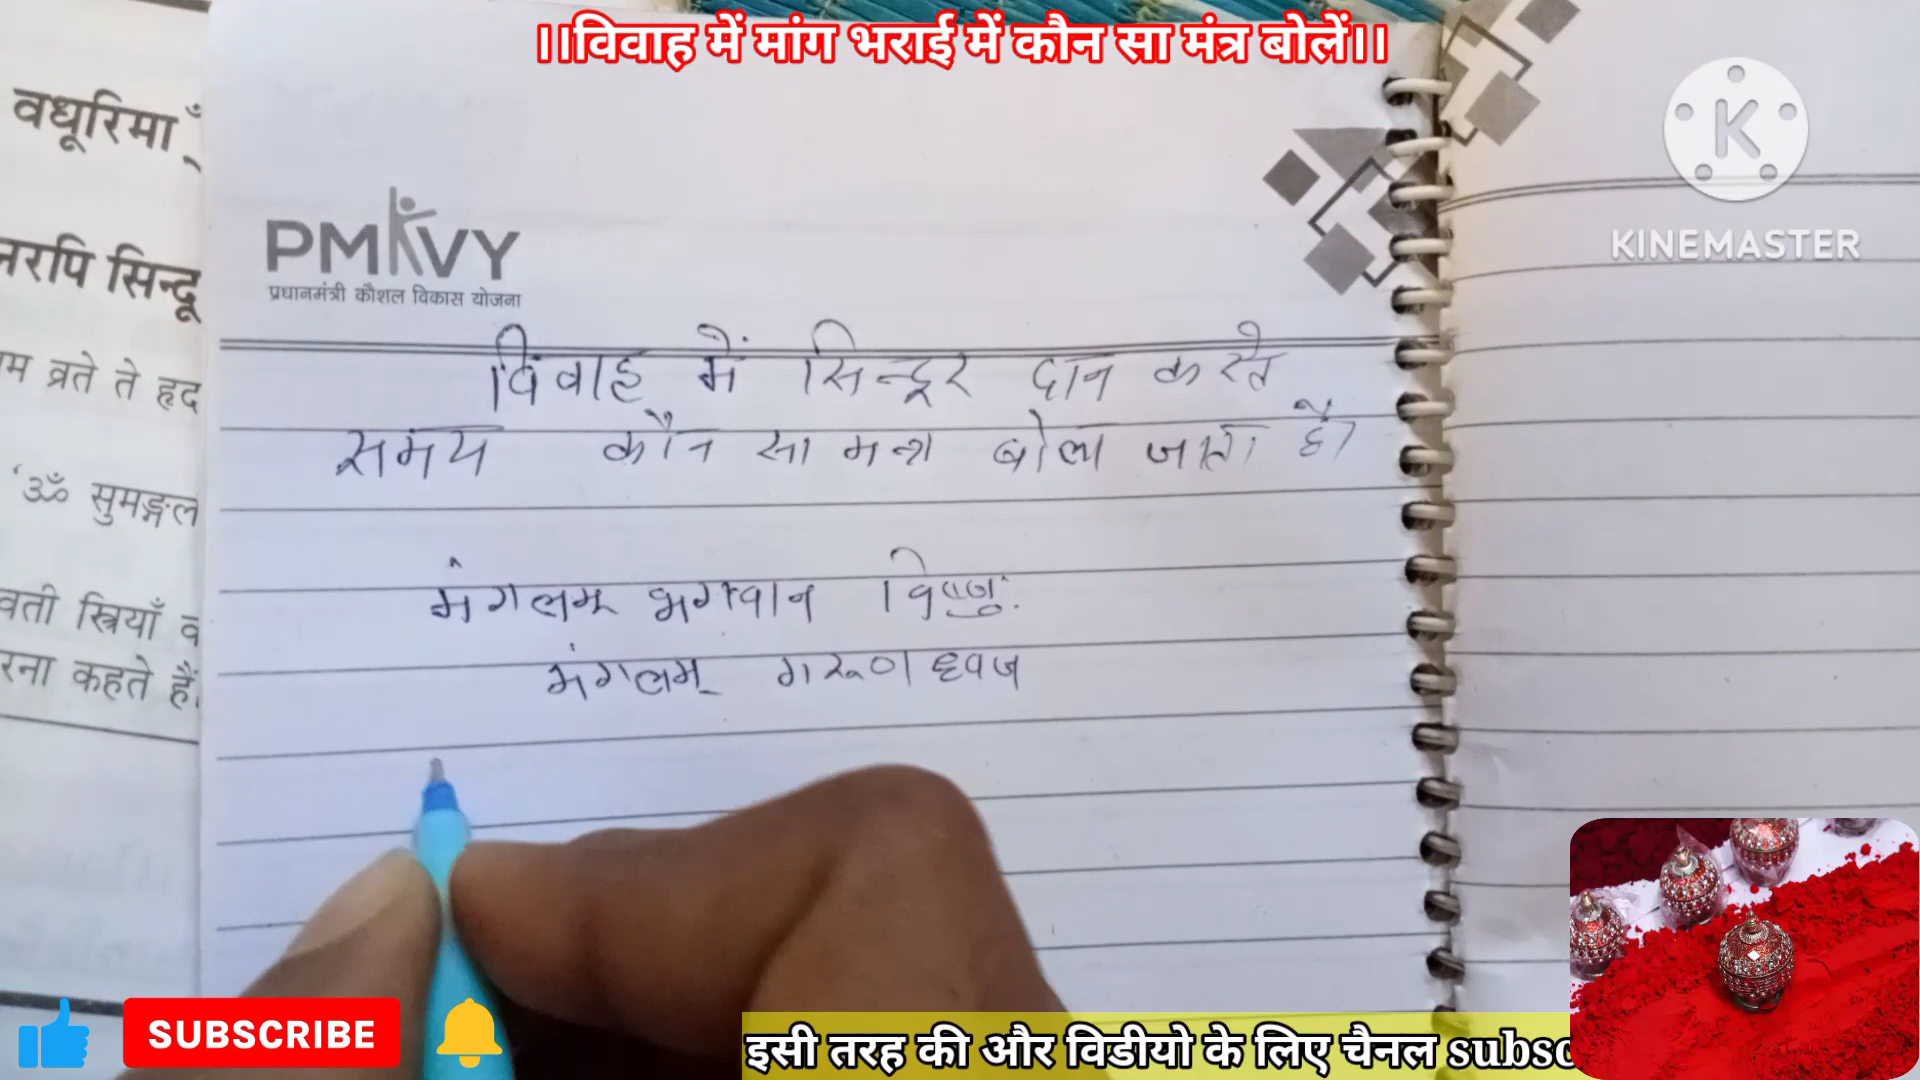 ।।विवाह में मांग भराई में कौन सा मंत्र बोलें।।
वधूरिमाँ
नरपि सिन्दू
म व्रते ते हृद
'ॐ सुमङ्गल
वती स्त्रियाँ व
रना कहते हैं।
PMKVY
प्रधानमंत्री कौशल विकास योजना
विवाह में सिन्दूर दान करते
समय कौन सा मन्त्र बोला जाता है।
मंगलम् भगवान विष्णुः
मंगलम् गरूण ध्वज
K
KINEMASTER
SUBSCRIBE
इसी तरह की और विडीयो के लिए चैनल subsc